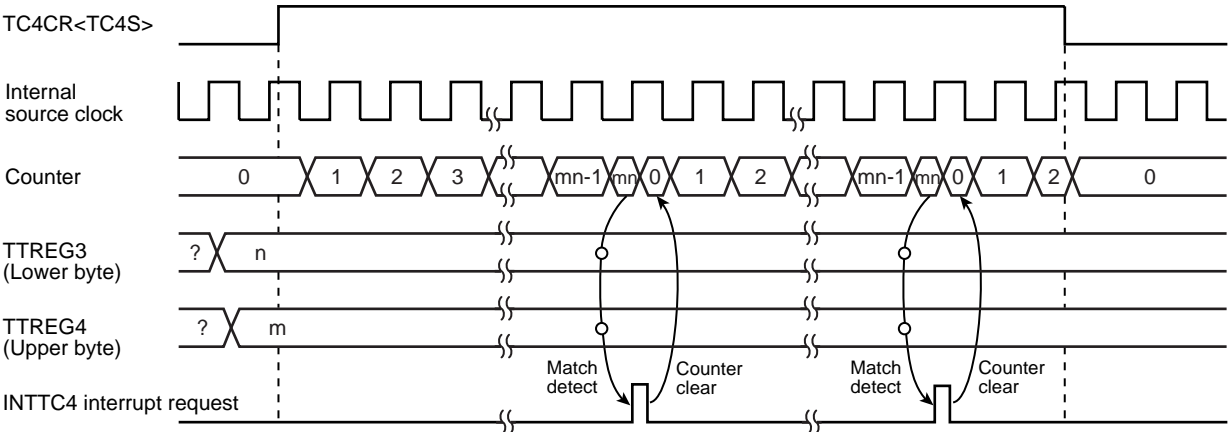 TC4CR<TC4S>
Internal
source clock
Counter 0 1 2 3 mn-1 mn 0 1 2 mn-1 mn 0 1 2 0
TTREG3 ? n
(Lower byte)
TTREG4 ? m
(Upper byte)
Match Counter Match Counter
detect clear detect clear
INTTC4 interrupt request